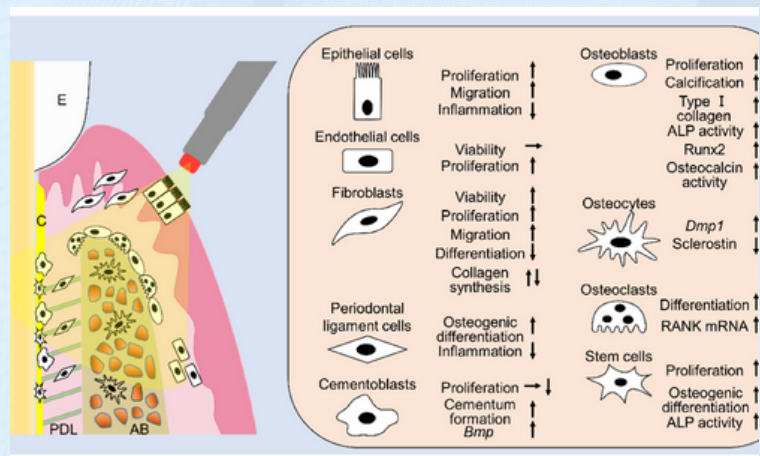 E
C
PDL
AB
Epithelial cells
Proliferation ↑
Migration ↑
Inflammation ↓
Endothelial cells
Viability →
Proliferation ↑
Fibroblasts
Viability ↑
Proliferation ↑
Migration ↑
Differentiation ↓
Collagen
synthesis ↑↓
Periodontal
ligament cells
Osteogenic
differentiation ↑
Inflammation ↓
Cementoblasts
Proliferation →↓
Cementum
formation ↑
Bmp ↑
Osteoblasts
Proliferation ↑
Calcification ↑
Type I
collagen ↑
ALP activity ↑
Runx2 ↑
Osteocalcin
activity ↑
Osteocytes
Dmp1 ↑
Sclerostin ↓
Osteoclasts
Differentiation ↑
RANK mRNA ↑
Stem cells
Proliferation ↑
Osteogenic
differentiation ↑
ALP activity ↑